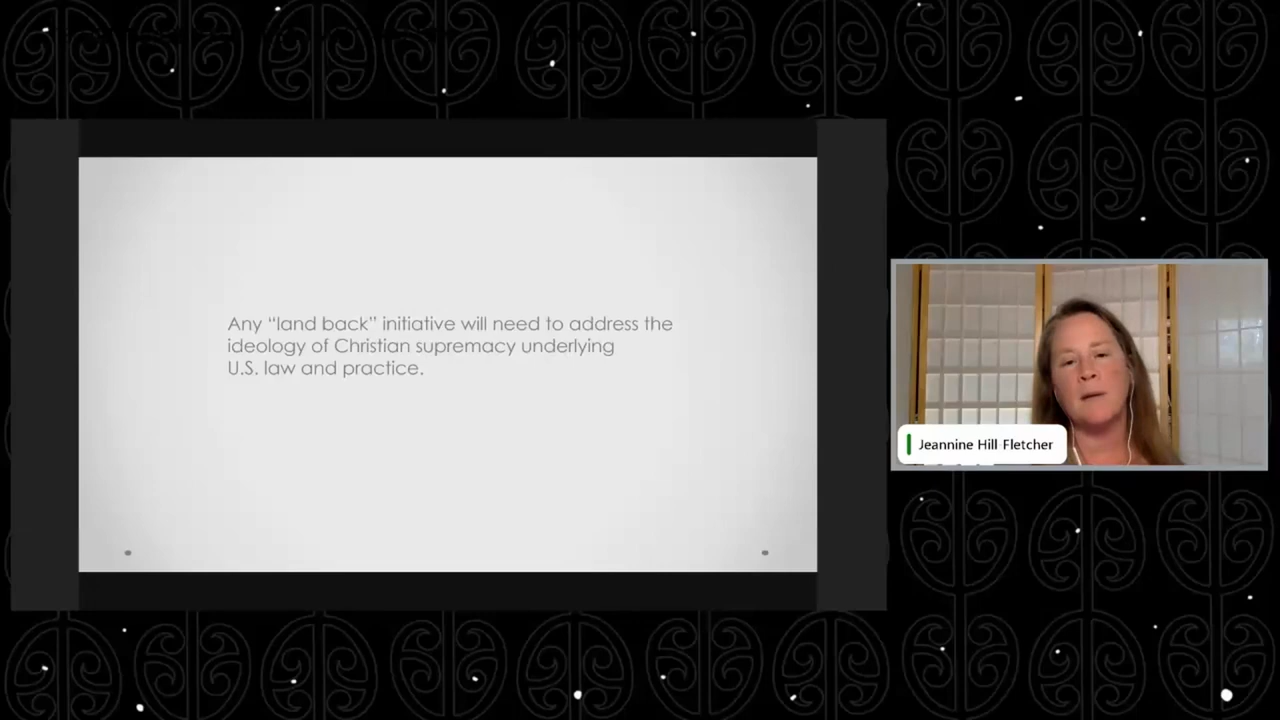 Any “land back” initiative will need to address the
ideology of Christian supremacy underlying
U.S. law and practice.
Jeannine Hill Fletcher